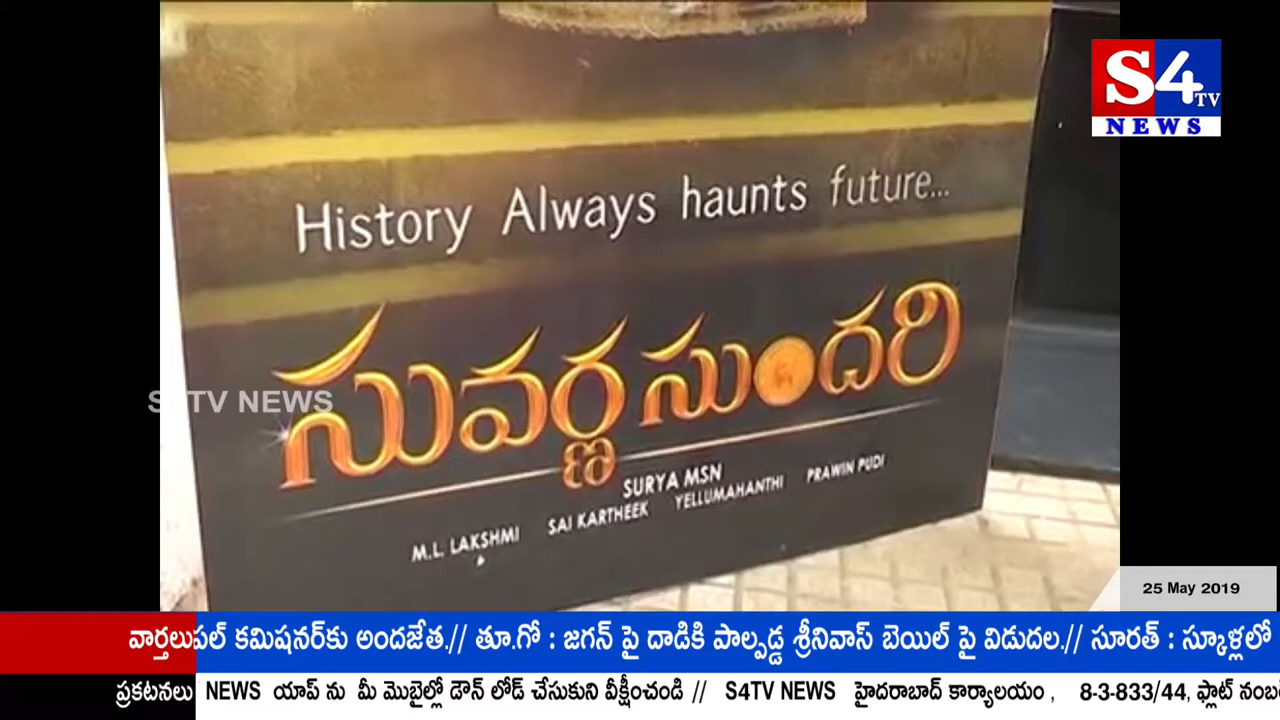 S4
TV
NEWS
History Always haunts future...
సువర్ణ సుందరి
S4TV NEWS
SURYA MSN
M.L. LAKSHMI SAI KARTHEEK YELLUMAHANTHI PRAWIN PUDI
25 May 2019
వార్తలు పల్ కమిషనర్‌కు అందజేత.// తూ.గో : జగన్ పై దాడికి పాల్పడ్డ శ్రీనివాస్ బెయిల్ పై విడుదల.// సూరత్ : స్కూళ్లలో
ప్రకటనలు NEWS యాప్ ను మీ మొబైల్లో డౌన్ లోడ్ చేసుకుని వీక్షించండి // S4TV NEWS హైదరాబాద్ కార్యాలయం , 8-3-833/44, ఫ్లాట్ నంబర్